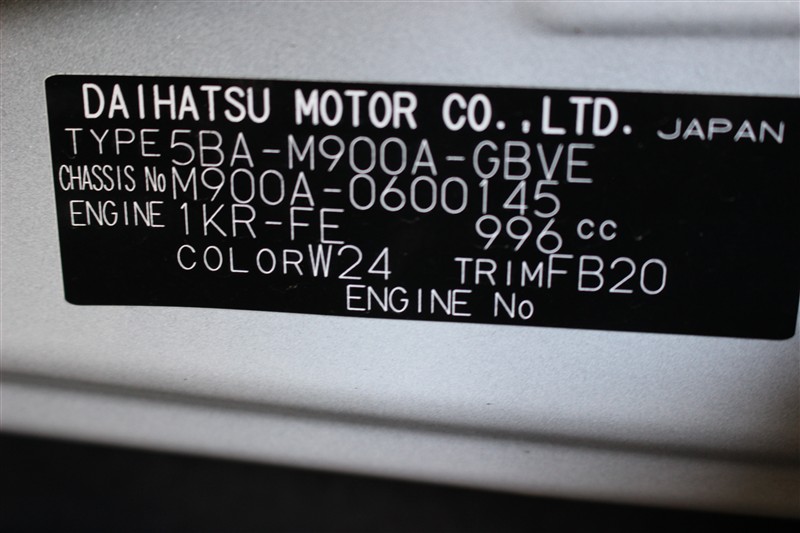 DAIHATSU MOTOR CO.,LTD. JAPAN
TYPE 5BA-M900A-GBVE
CHASSIS No M900A-0600145
ENGINE 1KR-FE 996 cc
COLOR W24 TRIM FB20
ENGINE No